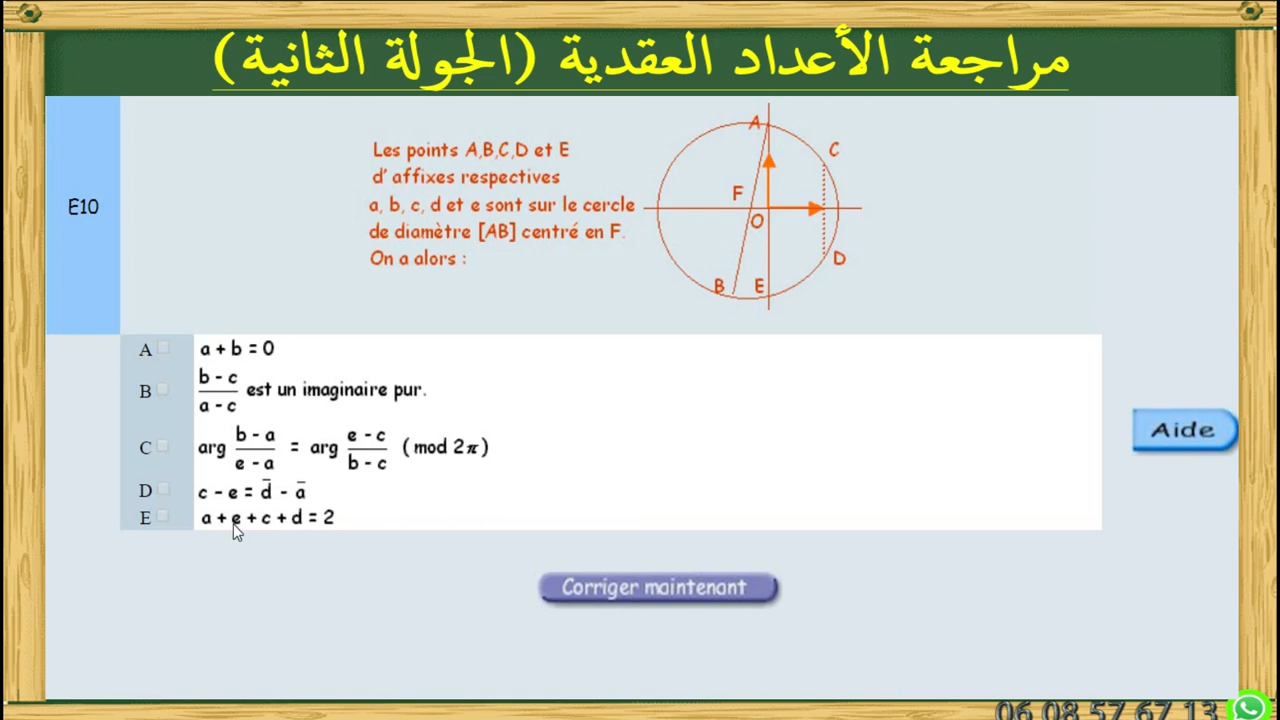 مراجعة الأعداد العقدية (الجولة الثانية)
E10
Les points A,B,C,D et E
d' affixes respectives
a, b, c, d et e sont sur le cercle
de diamètre [AB] centré en F.
On a alors :
A
C
F
O
D
B
E
A a + b = 0
B b - c / a - c est un imaginaire pur.
C arg b - a / e - a = arg e - c / b - c (mod 2π)
D c - e = d̄ - ā
E a + e + c + d = 2
Aide
Corriger maintenant
06 08 57 67 13